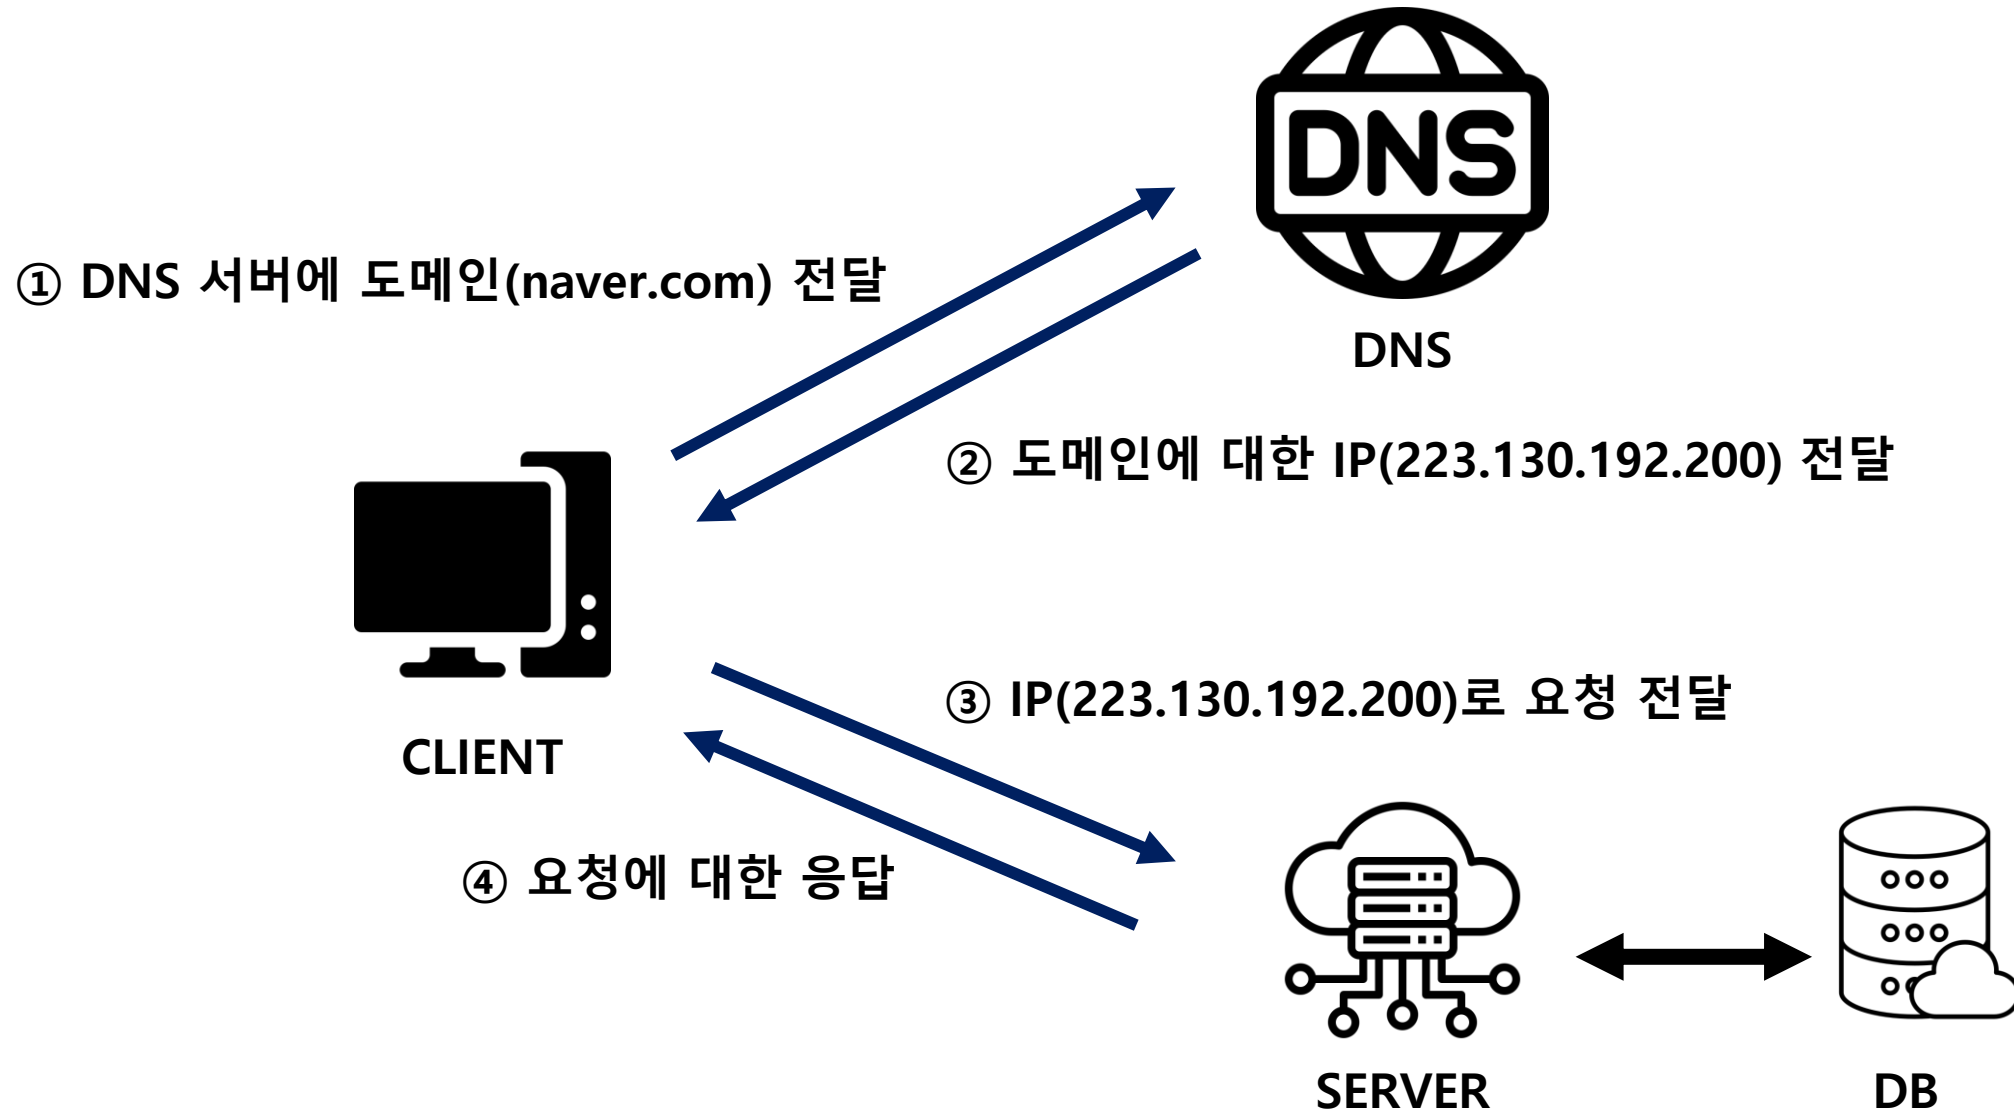 DNS
DNS
① DNS 서버에 도메인(naver.com) 전달
② 도메인에 대한 IP(223.130.192.200) 전달
③ IP(223.130.192.200)로 요청 전달
CLIENT
④ 요청에 대한 응답
SERVER
DB